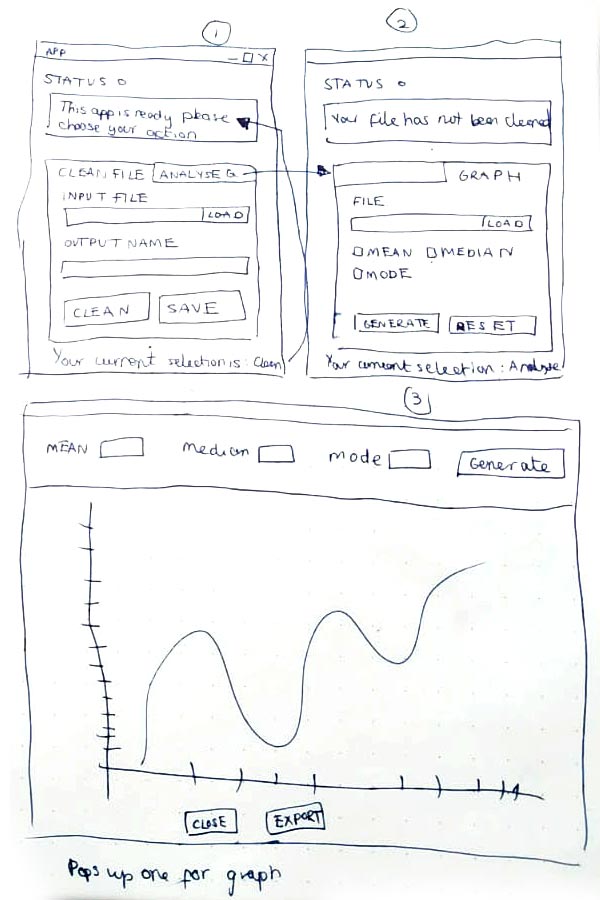 1
APP
_ □ X
STATUS o
This app is ready please
choose your action
CLEAN FILE ANALYSE G
INPUT FILE
LOAD
OUTPUT NAME
CLEAN SAVE
Your current selection is : Clean
2
STATUS o
Your file has not been cleaned
GRAPH
FILE
LOAD
□ MEAN □ MEDIAN
□ MODE
GENERATE RESET
Your current selection : Analyse
3
MEAN Median mode Generate
CLOSE EXPORT
Pops up one for graph